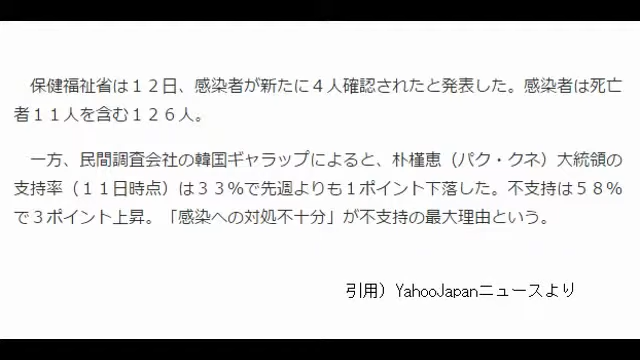 保健福祉省は１２日、感染者が新たに４人確認されたと発表した。感染者は死亡
者１１人を含む１２６人。
一方、民間調査会社の韓国ギャラップによると、朴槿恵（パク・クネ）大統領の
支持率（１１日時点）は３３％で先週よりも１ポイント下落した。不支持は５８％
で３ポイント上昇。「感染への対処不十分」が不支持の最大理由という。
引用）YahooJapanニュースより